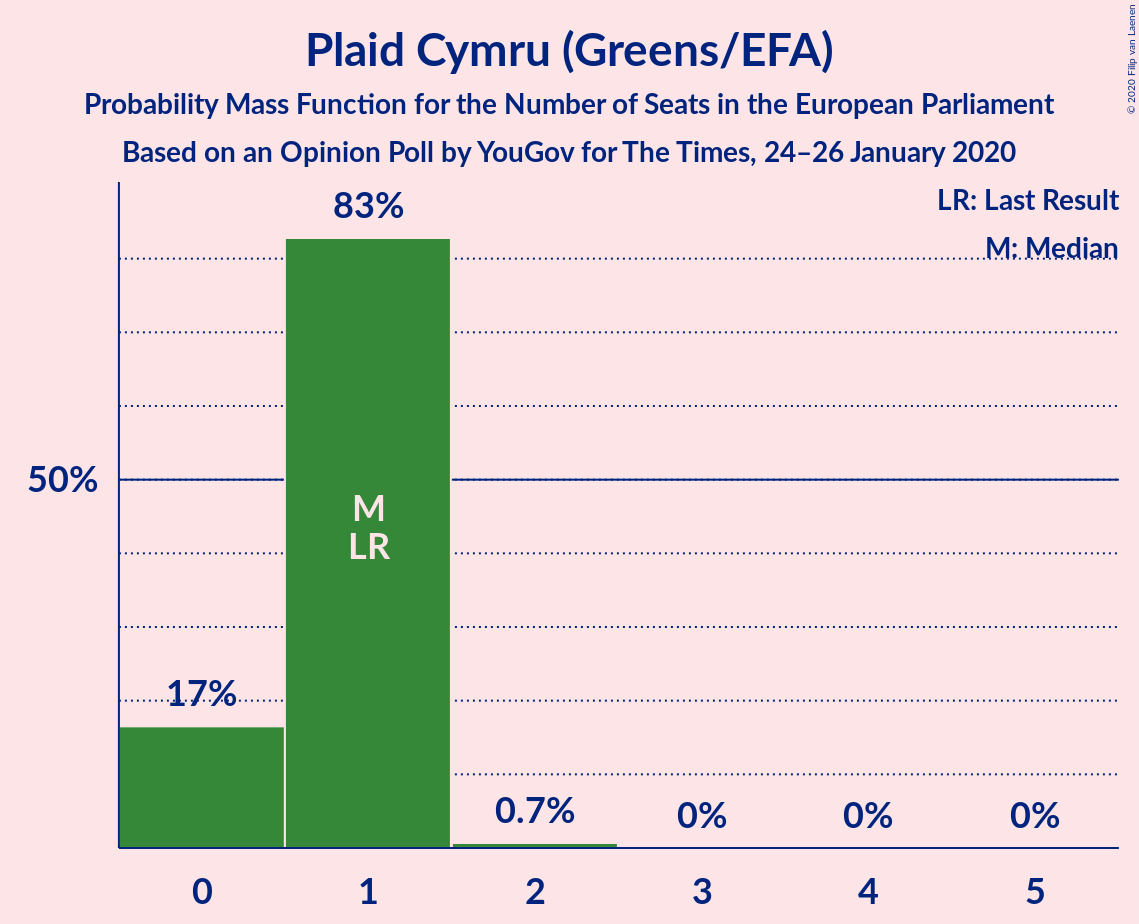 Plaid Cymru (Greens/EFA)
Probability Mass Function for the Number of Seats in the European Parliament
Based on an Opinion Poll by YouGov for The Times, 24–26 January 2020
© 2020 Filip van Laenen
LR: Last Result
M: Median
83%
50%
M
LR
17%
0.7%
0%
0%
0%
0
1
2
3
4
5